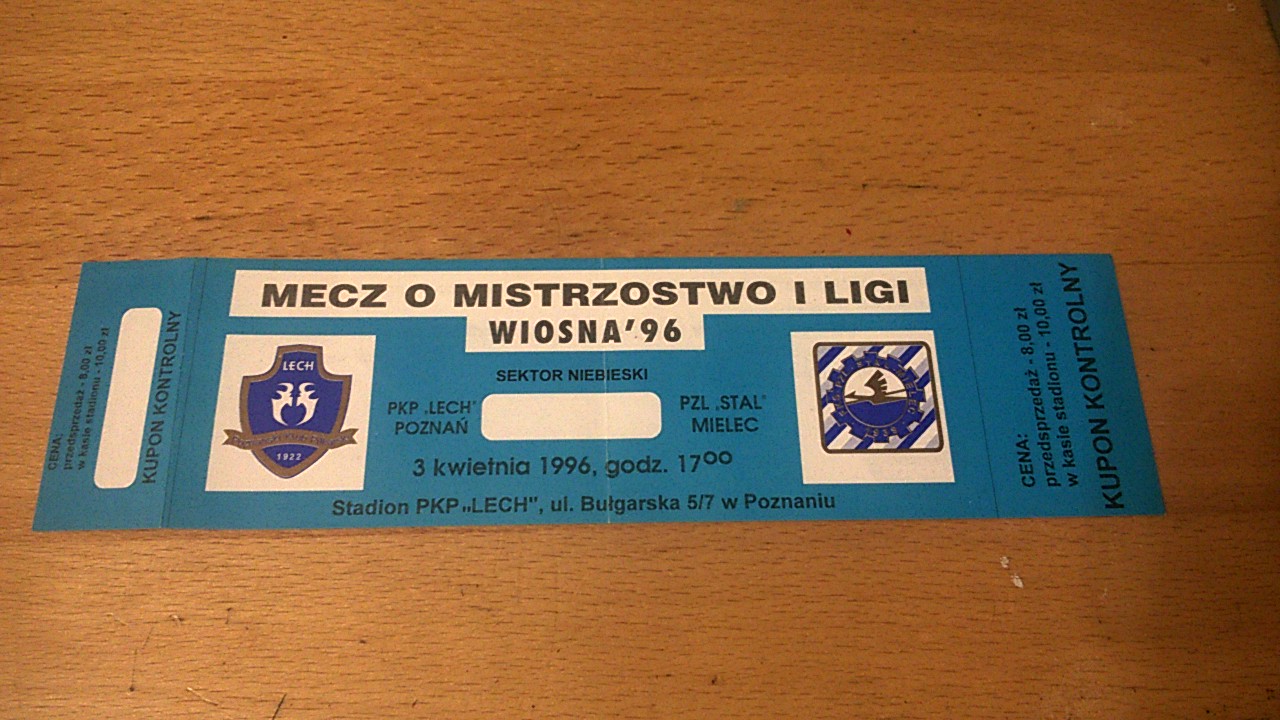 CENA:
przedsprzedaż - 8,00 zł
w kasie stadionu - 10,00 zł
KUPON KONTROLNY
MECZ O MISTRZOSTWO I LIGI
WIOSNA'96
SEKTOR NIEBIESKI
LECH
1922
PKP „LECH"
POZNAŃ
PZL „STAL"
MIELEC
1939
3 kwietnia 1996, godz. 17⁰⁰
Stadion PKP „LECH", ul. Bułgarska 5/7 w Poznaniu
CENA:
przedsprzedaż - 8,00 zł
w kasie stadionu - 10,00 zł
KUPON KONTROLNY